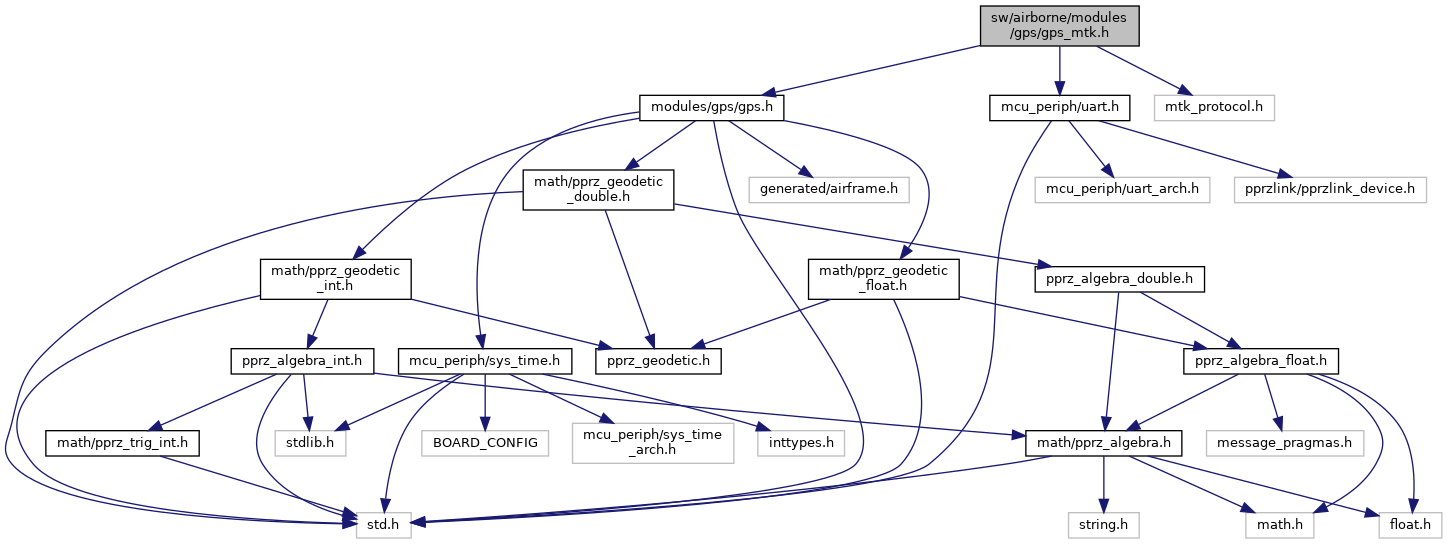 sw/airborne/modules
/gps/gps_mtk.h
modules/gps/gps.h
mcu_periph/uart.h
mtk_protocol.h
math/pprz_geodetic
_double.h
generated/airframe.h
mcu_periph/uart_arch.h
pprzlink/pprzlink_device.h
math/pprz_geodetic
_int.h
math/pprz_geodetic
_float.h
pprz_algebra_double.h
pprz_algebra_int.h
mcu_periph/sys_time.h
pprz_geodetic.h
pprz_algebra_float.h
math/pprz_trig_int.h
stdlib.h
BOARD_CONFIG
mcu_periph/sys_time
_arch.h
inttypes.h
math/pprz_algebra.h
message_pragmas.h
std.h
string.h
math.h
float.h